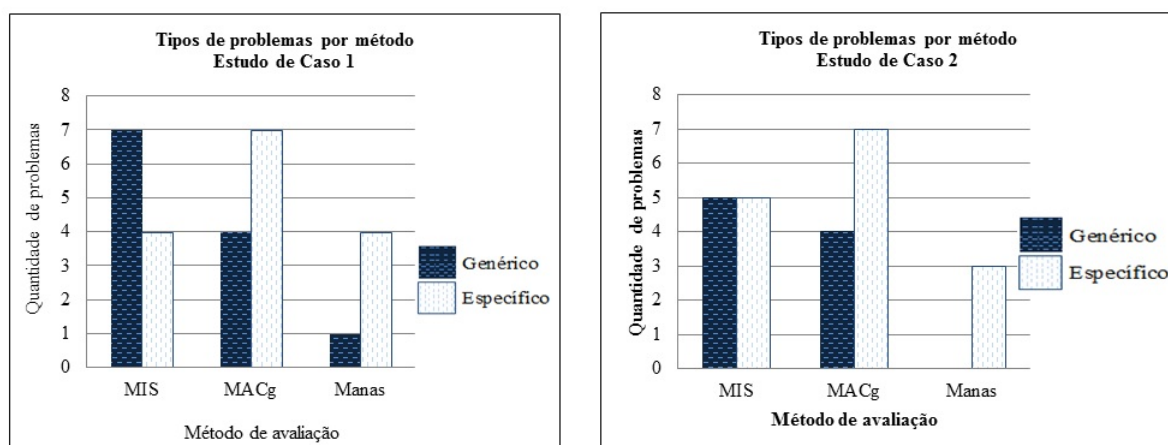 Tipos de problemas por método
Estudo de Caso 1
8
7
6
5
4
3
2
1
0
Quantidade de problemas
MIS
MACg
Manas
Método de avaliação
Genérico
Específico
Tipos de problemas por método
Estudo de Caso 2
8
7
6
5
4
3
2
1
0
Quantidade de problemas
MIS
MACg
Manas
Método de avaliação
Genérico
Específico